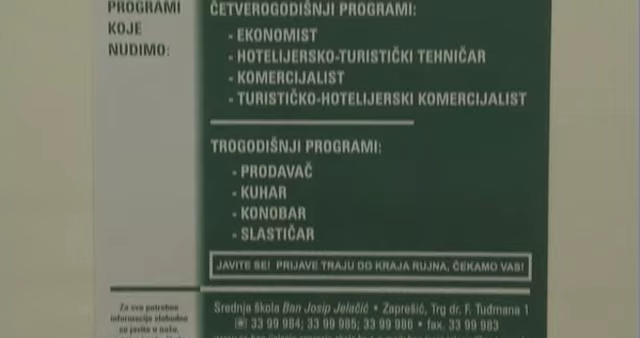 PROGRAMI
KOJE
NUDIMO:
ČETVEROGODIŠNJI PROGRAMI:
- EKONOMIST
- HOTELIJERSKO-TURISTIČKI TEHNIČAR
- KOMERCIJALIST
- TURISTIČKO-HOTELIJERSKI KOMERCIJALIST
TROGODIŠNJI PROGRAMI:
- PRODAVAČ
- KUHAR
- KONOBAR
- SLASTIČAR
JAVITE SE! PRIJAVE TRAJU DO KRAJA RUJNA, ČEKAMO VAS!
Za sve potrebne
informacije slobodno
se javite u našu
Srednja škola Ban Josip Jelačić • Zaprešić, Trg dr. F. Tuđmana 1
33 99 984; 33 99 985; 33 99 986 • fax. 33 99 983